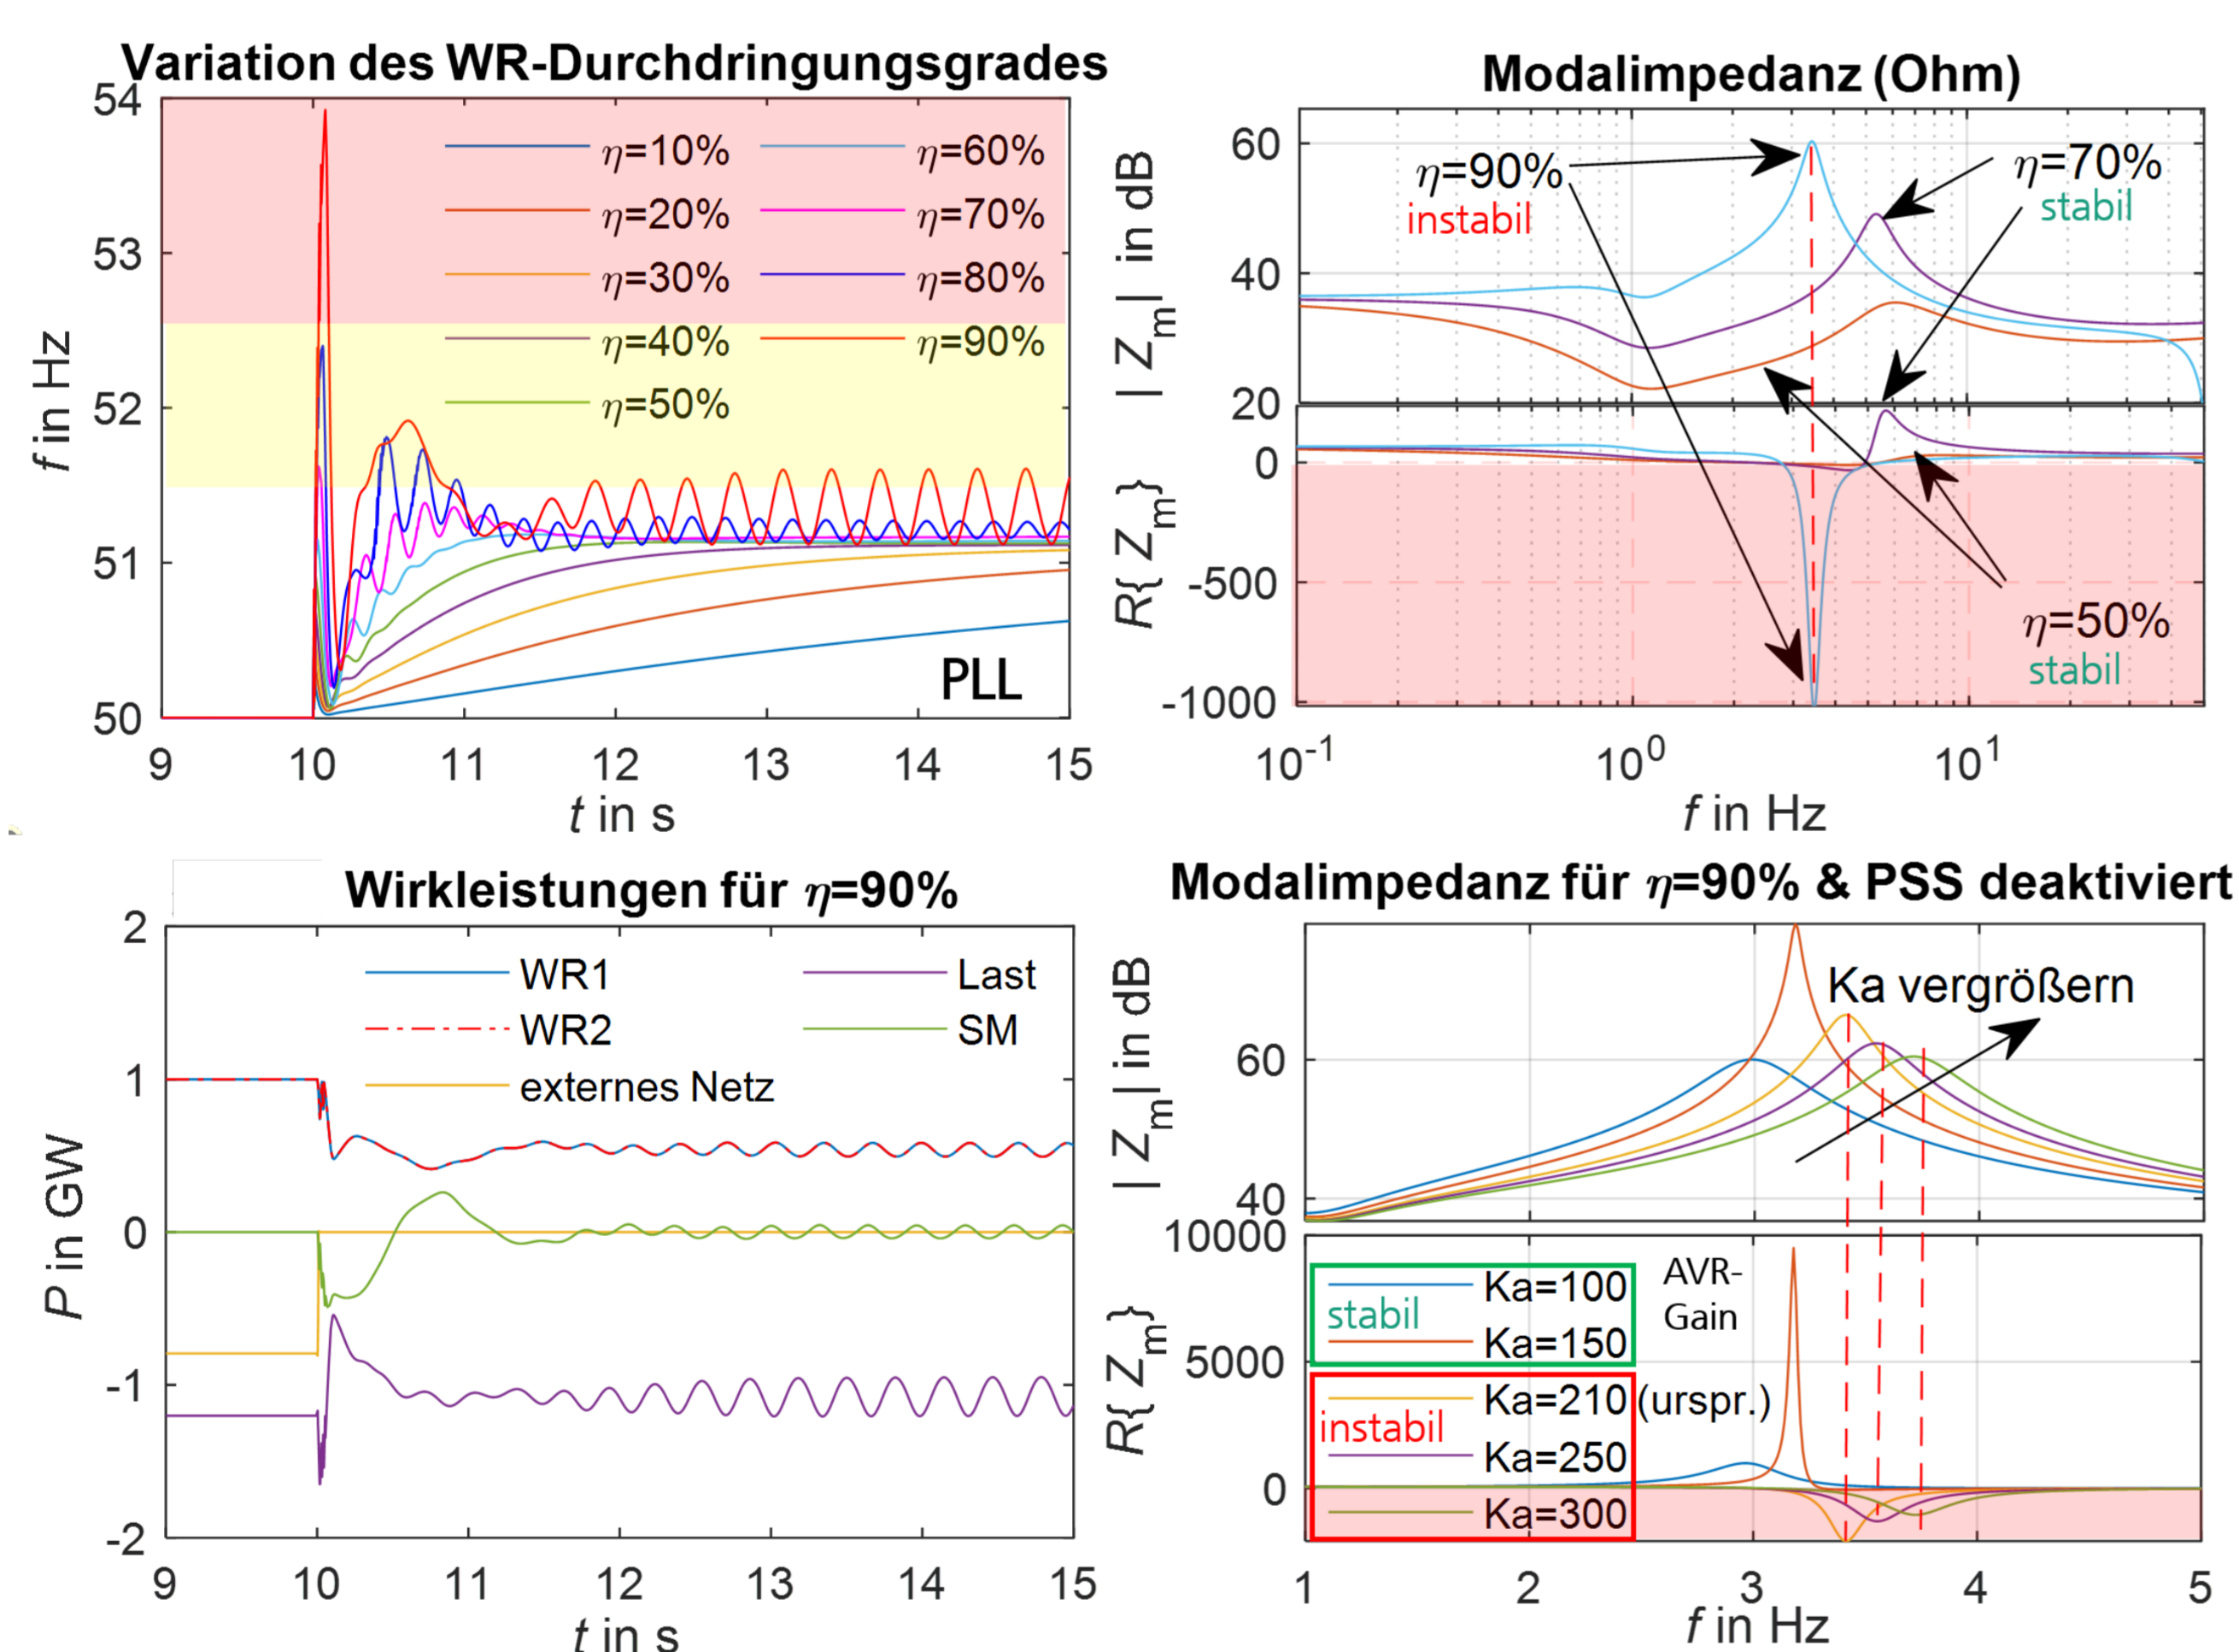 Variation des WR-Durchdringungsgrades
54
53
52
51
50
f in Hz
η=10%
η=20%
η=30%
η=40%
η=50%
η=60%
η=70%
η=80%
η=90%
PLL
9 10 11 12 13 14 15
t in s
Modalimpedanz (Ohm)
| Zm| in dB
60
40
20
η=90%
instabil
η=70%
stabil
R{ Zm}
0
-500
-1000
η=50%
stabil
10-1 100 101
f in Hz
Wirkleistungen für η=90%
P in GW
2
1
0
-1
-2
WR1
WR2
externes Netz
Last
SM
9 10 11 12 13 14 15
t in s
Modalimpedanz für η=90% & PSS deaktiviert
| Zm| in dB
60
40
Ka vergrößern
R{ Zm}
10000
5000
0
Ka=100
stabil
Ka=150
AVR-
Gain
Ka=210 (urspr.)
instabil
Ka=250
Ka=300
1 2 3 4 5
f in Hz